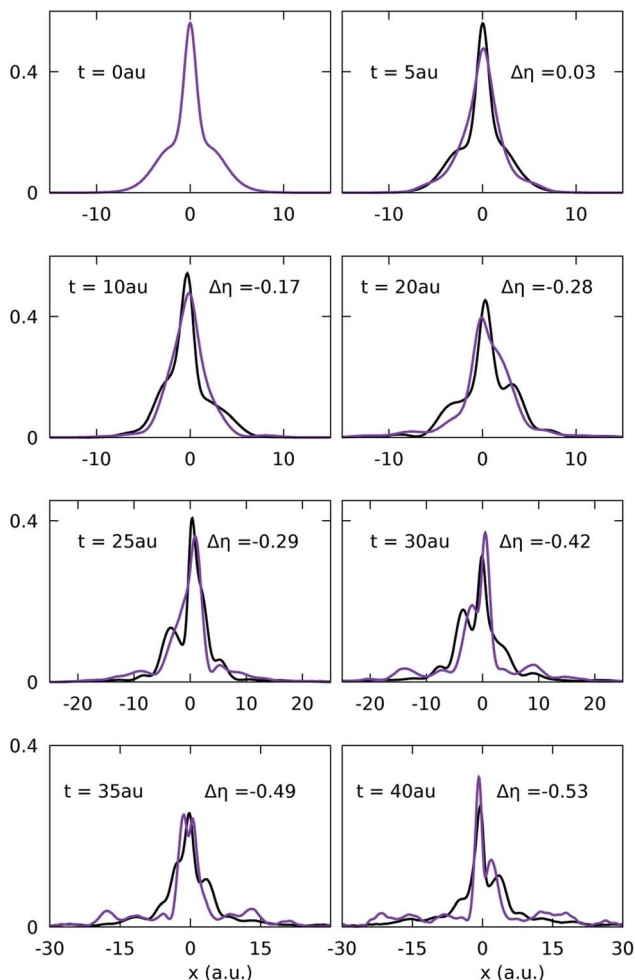 0.4
t = 0au
0
-10 0 10
t = 5au Δη =0.03
-10 0 10
0.4
t = 10au Δη =-0.17
0
-10 0 10
t = 20au Δη =-0.28
-10 0 10
0.4
t = 25au Δη =-0.29
0
-20 -10 0 10 20
t = 30au Δη =-0.42
-20 -10 0 10 20
0.4
t = 35au Δη =-0.49
0
-30 -15 0 15
x (a.u.)
t = 40au Δη =-0.53
-30 -15 0 15 30
x (a.u.)